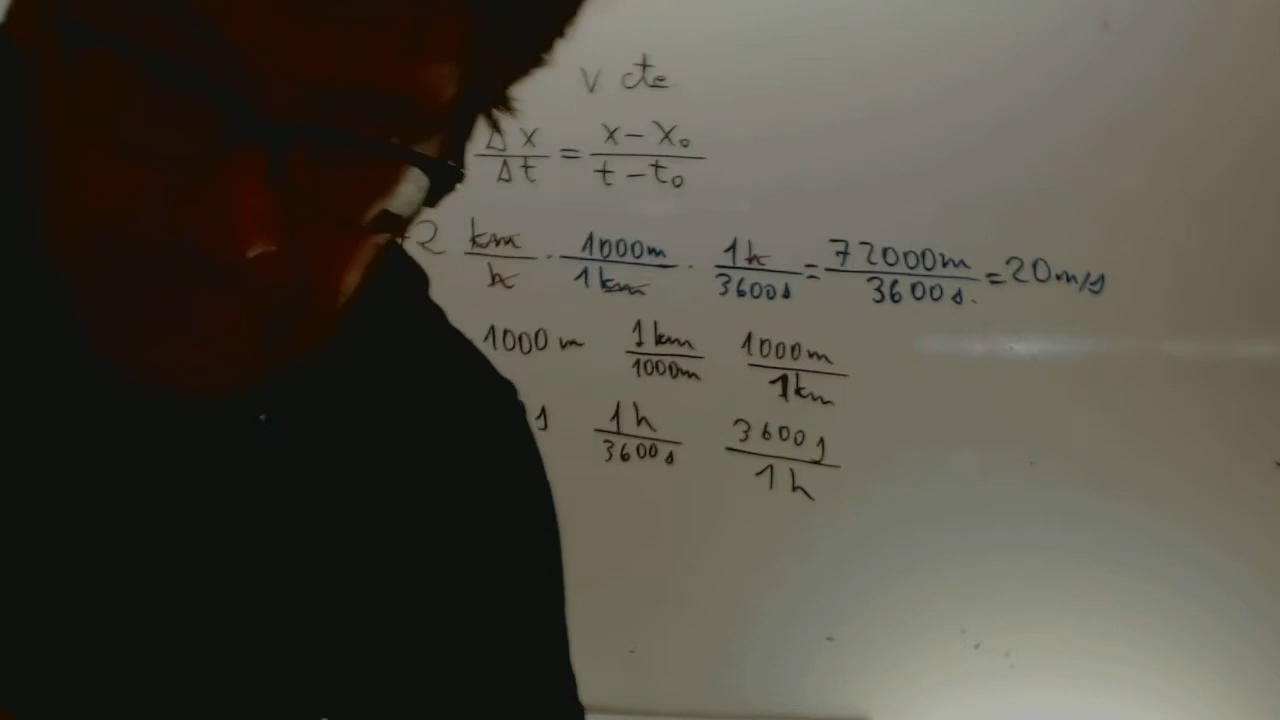 v cte
Δx/Δt = x-x₀/t-t₀
2 km/h · 1000m/1km · 1h/3600s = 72000m/3600s. = 20m/s
1000 m 1km/1000m 1000m/1km
s 1h/3600s 3600s/1h